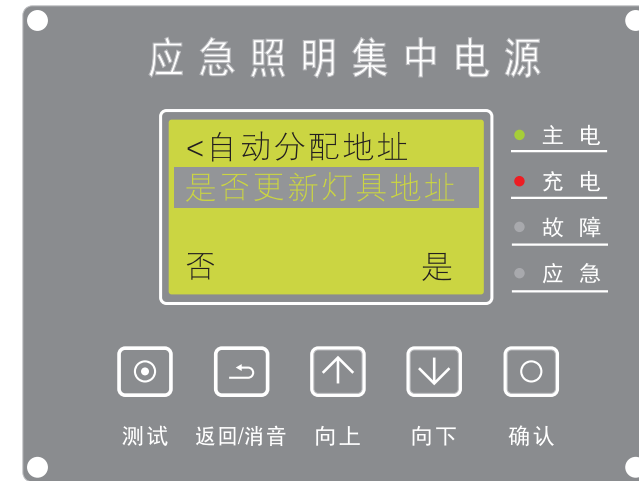 应急照明集中电源
<自动分配地址
是否更新灯具地址
否 是
主电
充电
故障
应急
测试 返回/消音 向上 向下 确认